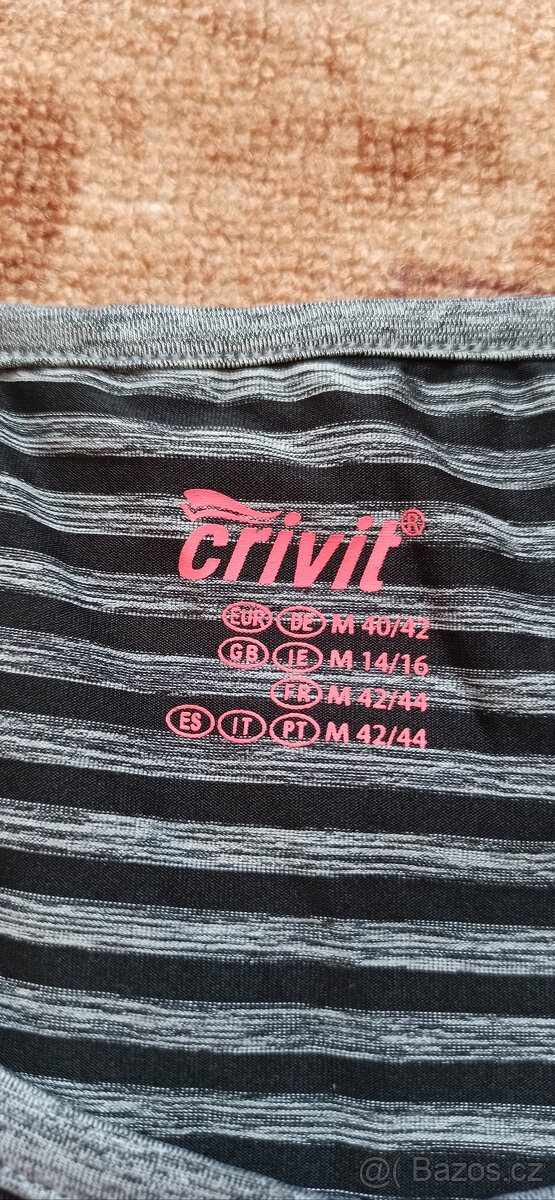 crivit®
EUR DE M 40/42
GB IE M 14/16
FR M 42/44
ES IT PT M 42/44
@( Bazos.cz